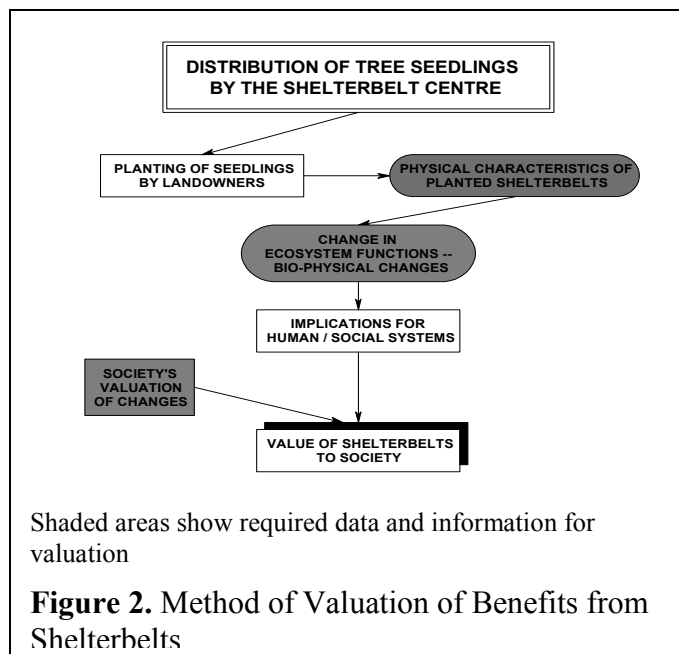 DISTRIBUTION OF TREE SEEDLINGS
BY THE SHELTERBELT CENTRE
PLANTING OF SEEDLINGS
BY LANDOWNERS
PHYSICAL CHARACTERISTICS OF
PLANTED SHELTERBELTS
CHANGE IN
ECOSYSTEM FUNCTIONS --
BIO-PHYSICAL CHANGES
IMPLICATIONS FOR
HUMAN / SOCIAL SYSTEMS
SOCIETY'S
VALUATION
OF CHANGES
VALUE OF SHELTERBELTS
TO SOCIETY
Shaded areas show required data and information for
valuation
Figure 2. Method of Valuation of Benefits from
Shelterbelts